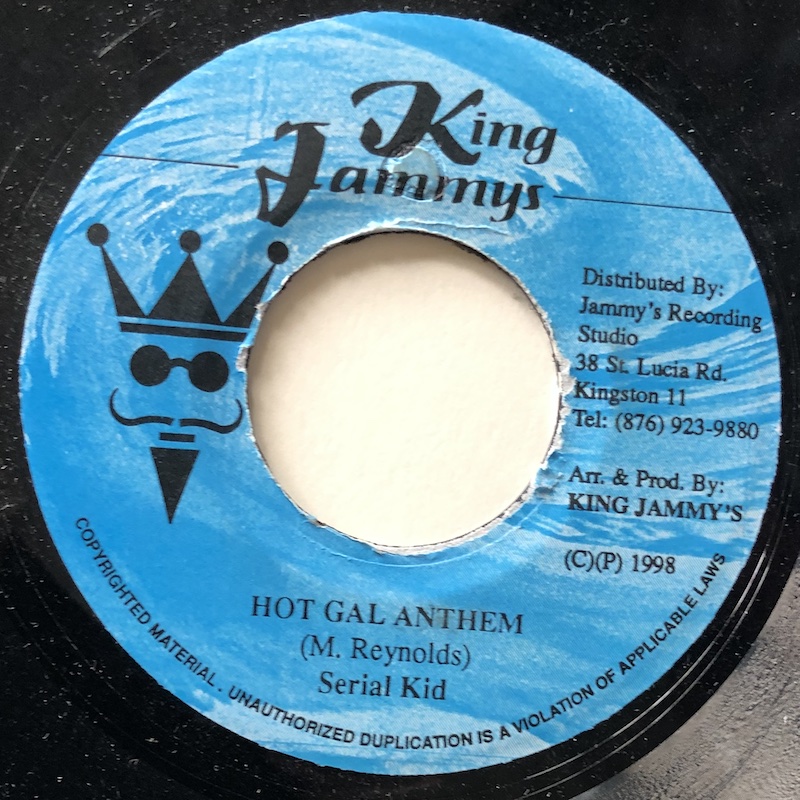 King
Jammys
Distributed By:
Jammy's Recording
Studio
38 St. Lucia Rd.
Kingston 11
Tel: (876) 923-9880
Arr. & Prod. By:
KING JAMMY'S
(C)(P) 1998
HOT GAL ANTHEM
(M. Reynolds)
Serial Kid
COPYRIGHTED MATERIAL . UNAUTHORIZED DUPLICATION IS A VIOLATION OF APPLICABLE LAWS